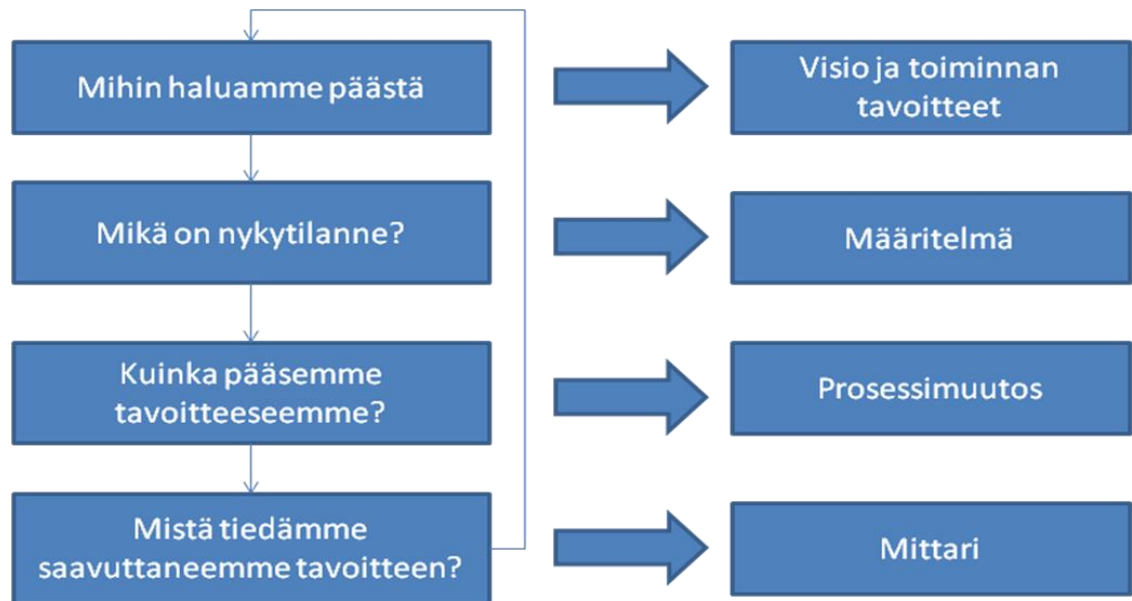 Mihin haluamme päästä
Visio ja toiminnan
tavoitteet
Mikä on nykytilanne?
Määritelmä
Kuinka pääsemme
tavoitteeseemme?
Prosessimuutos
Mistä tiedämme
saavuttaneemme tavoitteen?
Mittari